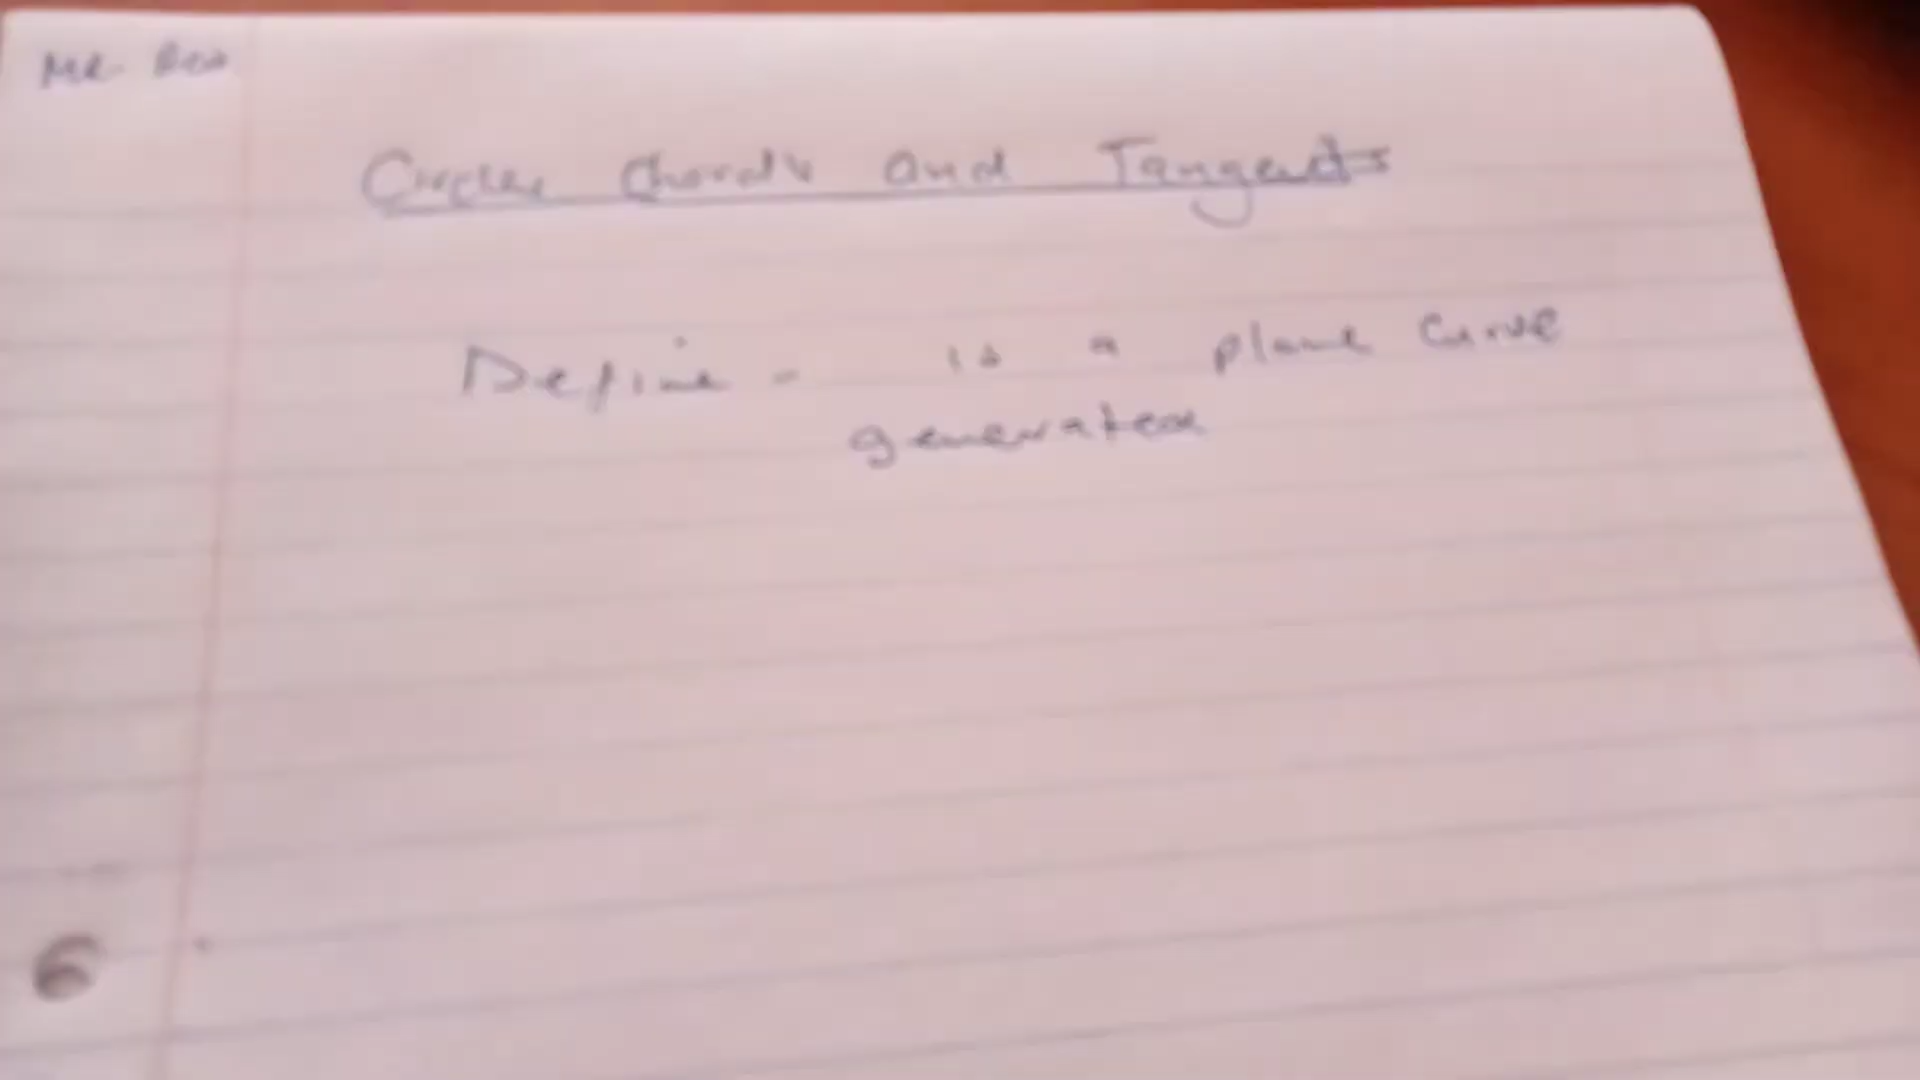 Circles Chords and Tangents
Define - is a plane curve
generated